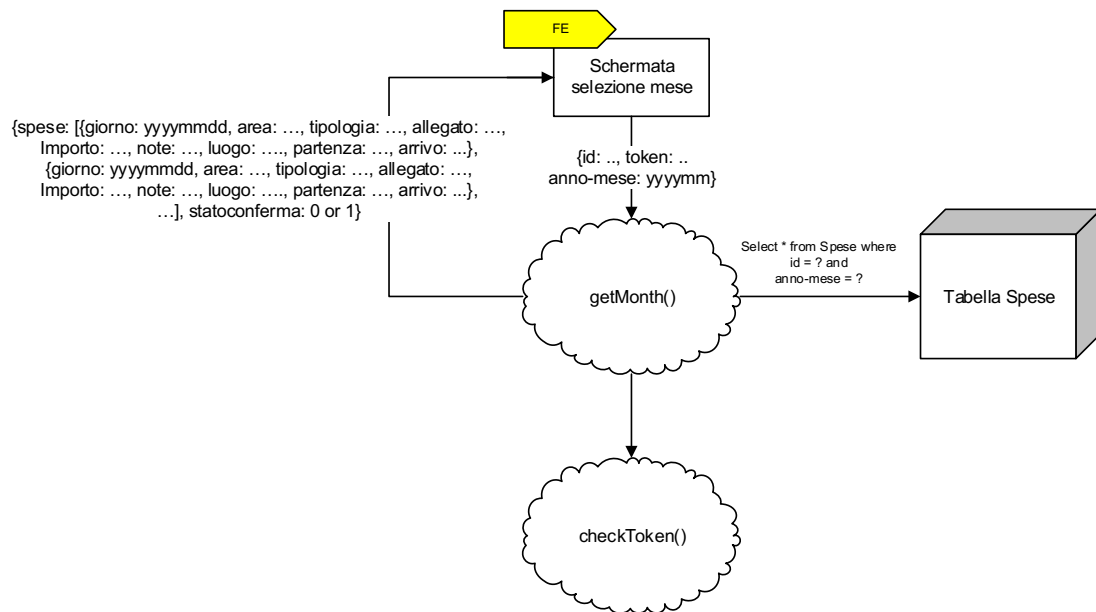 FE
Schermata
selezione mese
{spese: [{giorno: yyyymmdd, area: …, tipologia: …, allegato: …,
Importo: …, note: …, luogo: …., partenza: …, arrivo: ...},
{giorno: yyyymmdd, area: …, tipologia: …, allegato: …,
Importo: …, note: …, luogo: …., partenza: …, arrivo: ...},
…], statoconferma: 0 or 1}
{id: .., token: ..
anno-mese: yyyymm}
getMonth()
Select * from Spese where
id = ? and
anno-mese = ?
Tabella Spese
checkToken()